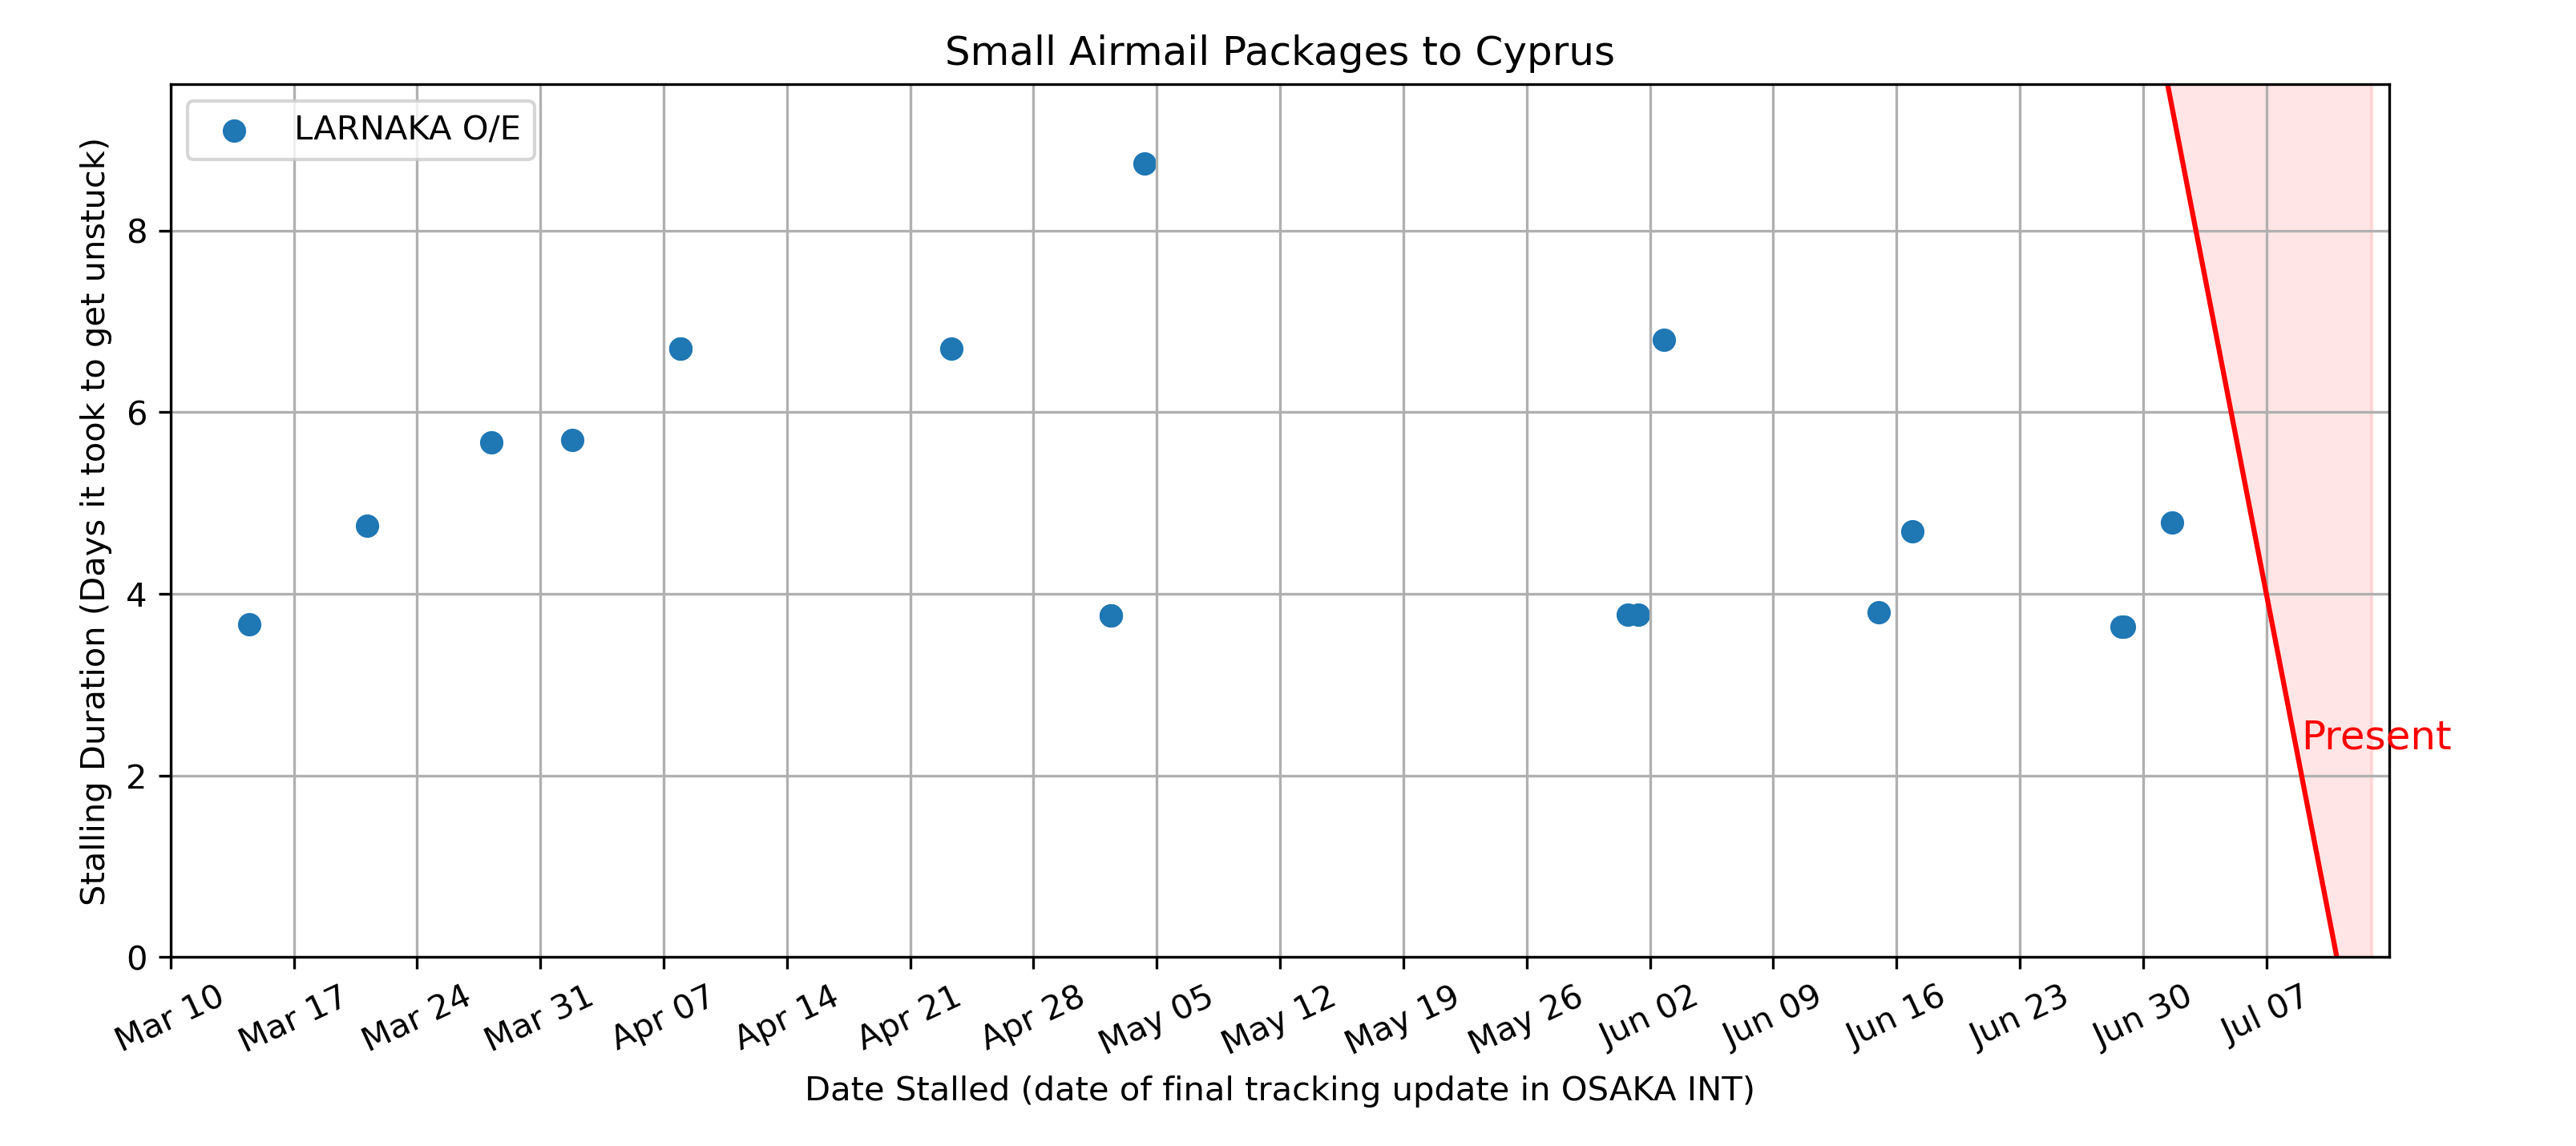 Small Airmail Packages to Cyprus
LARNAKA O/E
Stalling Duration (Days it took to get unstuck)
8
6
4
2
0
Present
Mar 10
Mar 17
Mar 24
Mar 31
Apr 07
Apr 14
Apr 21
Apr 28
May 05
May 12
May 19
May 26
Jun 02
Jun 09
Jun 16
Jun 23
Jun 30
Jul 07
Date Stalled (date of final tracking update in OSAKA INT)